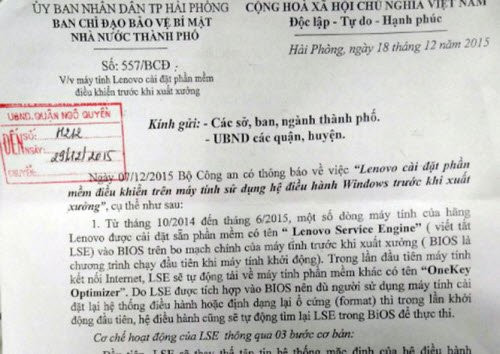 ỦY BAN NHÂN DÂN TP HẢI PHÒNG
BAN CHỈ ĐẠO BẢO VỆ BÍ MẬT
NHÀ NƯỚC THÀNH PHỐ
CỘNG HOÀ XÃ HỘI CHỦ NGHĨA VIỆT NAM
Độc lập - Tự do - Hạnh phúc
Số: 557/BCĐ
V/v máy tính Lenovo cài đặt phần mềm
điều khiển trước khi xuất xưởng
Hải Phòng, ngày 18 tháng 12 năm 2015
UBND. QUẬN NGÔ QUYỀN
ĐẾN SỐ:
NGÀY: 29/12/2015
CHUYỂN:
Kính gửi: - Các sở, ban, ngành thành phố.
- UBND các quận, huyện.
Ngày 07/12/2015 Bộ Công an có thông báo về việc "Lenovo cài đặt phần
mềm điều khiển trên máy tính sử dụng hệ điều hành Windows trước khi xuất
xưởng", cụ thể như sau:
1. Từ tháng 10/2014 đến tháng 6/2015, một số dòng máy tính của hãng
Lenovo được cài đặt sẵn phần mềm có tên " Lenovo Service Engine" ( viết tắt
LSE) vào BIOS trên bo mạch chính của máy tính trước khi xuất xưởng ( BIOS là
chương trình chạy đầu tiên khi máy tính khởi động). Trong lần đầu tiên máy tính
kết nối Internet, LSE sẽ tự động tải về máy tính phần mềm khác có tên "OneKey
Optimizer). Do LSE được tích hợp vào BIOS nên dù người sử dụng máy tính cài
đặt lại hệ thống điều hành hoặc định dạng lại ổ cứng (format) thì trong lần khởi
động đầu tiên, hệ điều hành cũng sẽ tự động tìm lại LSE trong BiOS để thực thi.
Cơ chế hoạt động của LSE thông qua 03 bước cơ bản: